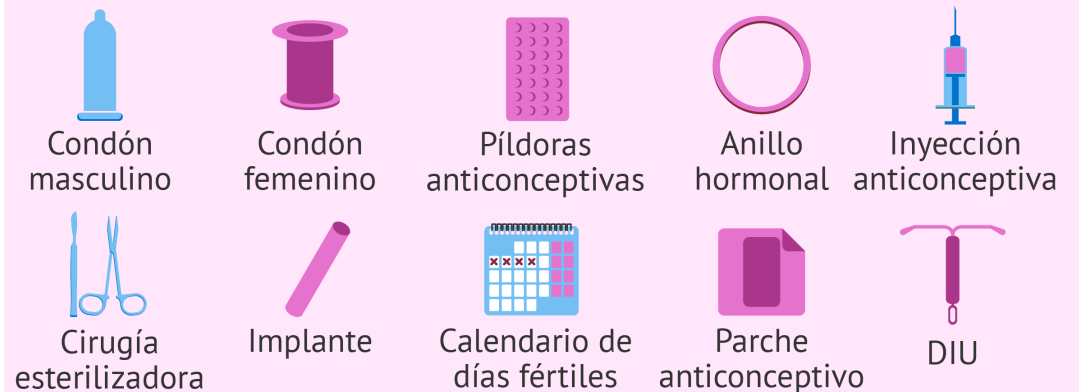 Condón
masculino
Condón
femenino
Píldoras
anticonceptivas
Anillo
hormonal
Inyección
anticonceptiva
Cirugía
esterilizadora
Implante
Calendario de
días fértiles
Parche
anticonceptivo
DIU